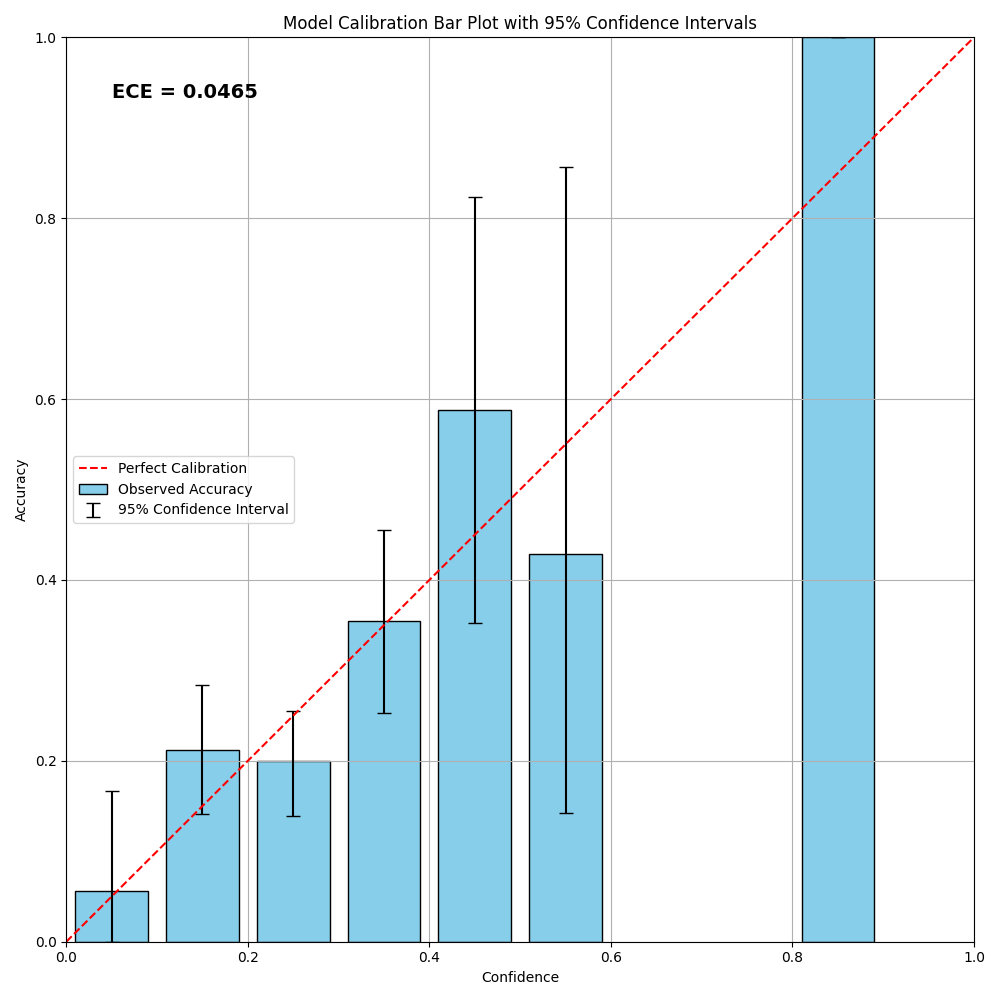 Model Calibration Bar Plot with 95% Confidence Intervals
1.0
ECE = 0.0465
0.8
0.6
Perfect Calibration
Observed Accuracy
95% Confidence Interval
Accuracy
0.4
0.2
0.0
0.0 0.2 0.4 0.6 0.8 1.0
Confidence